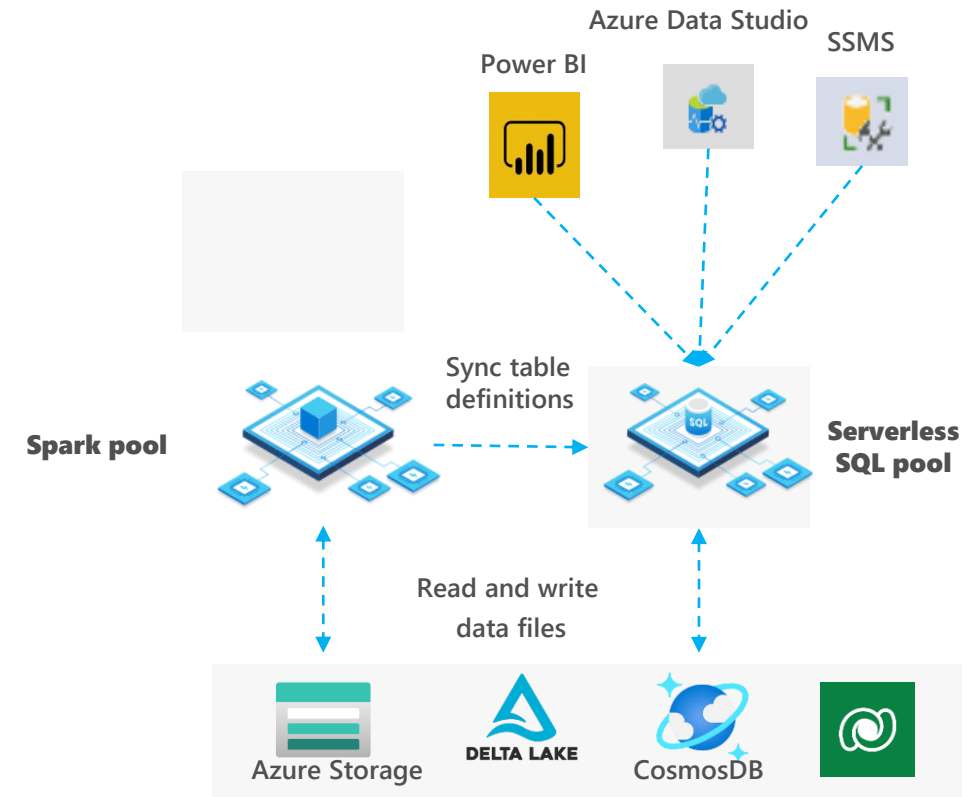 Azure Data Studio
SSMS
Power BI
Sync table
definitions
Spark pool
SQL
Serverless
SQL pool
Read and write
data files
Azure Storage
DELTA LAKE
CosmosDB